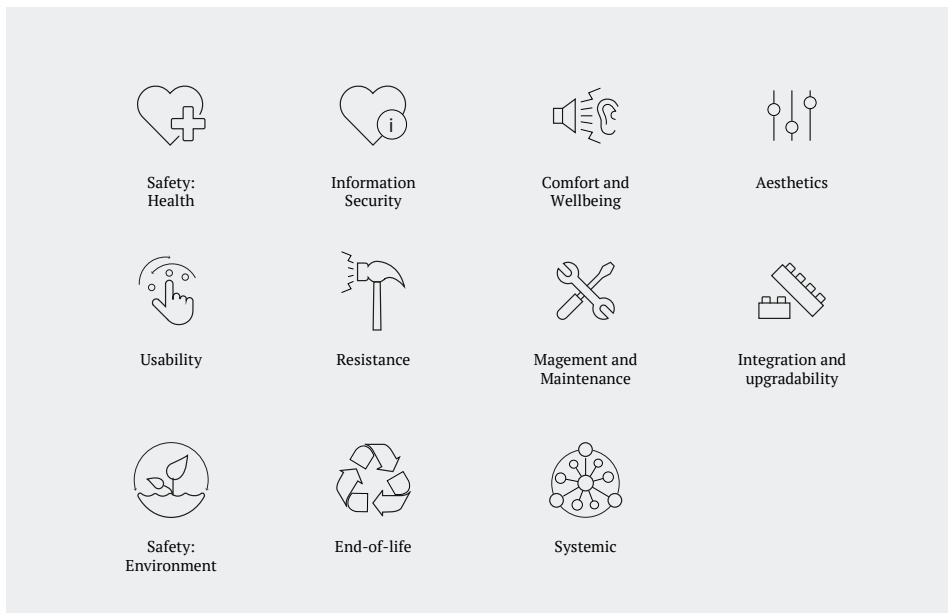 Safety:
Health
Information
Security
Comfort and
Wellbeing
Aesthetics
Usability
Resistance
Magement and
Maintenance
Integration and
upgradability
Safety:
Environment
End-of-life
Systemic